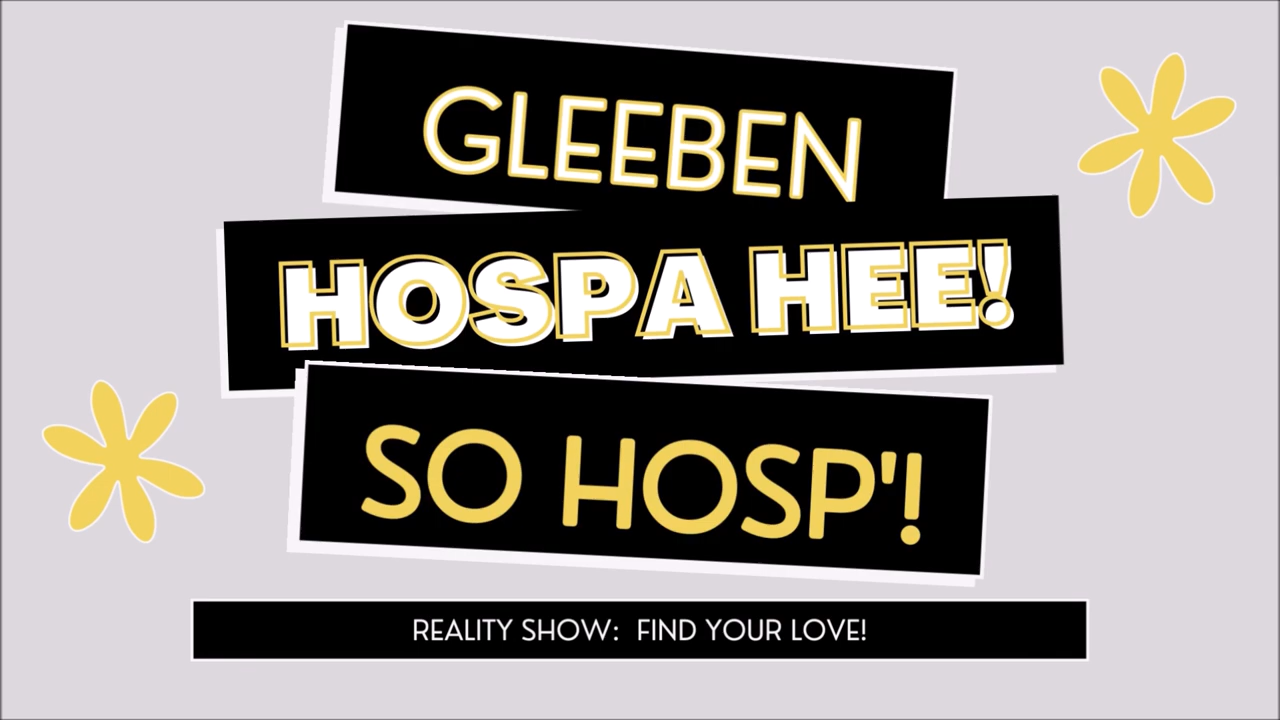 GLEEBEN
HOSPA HEE!
SO HOSP'!
REALITY SHOW: FIND YOUR LOVE!